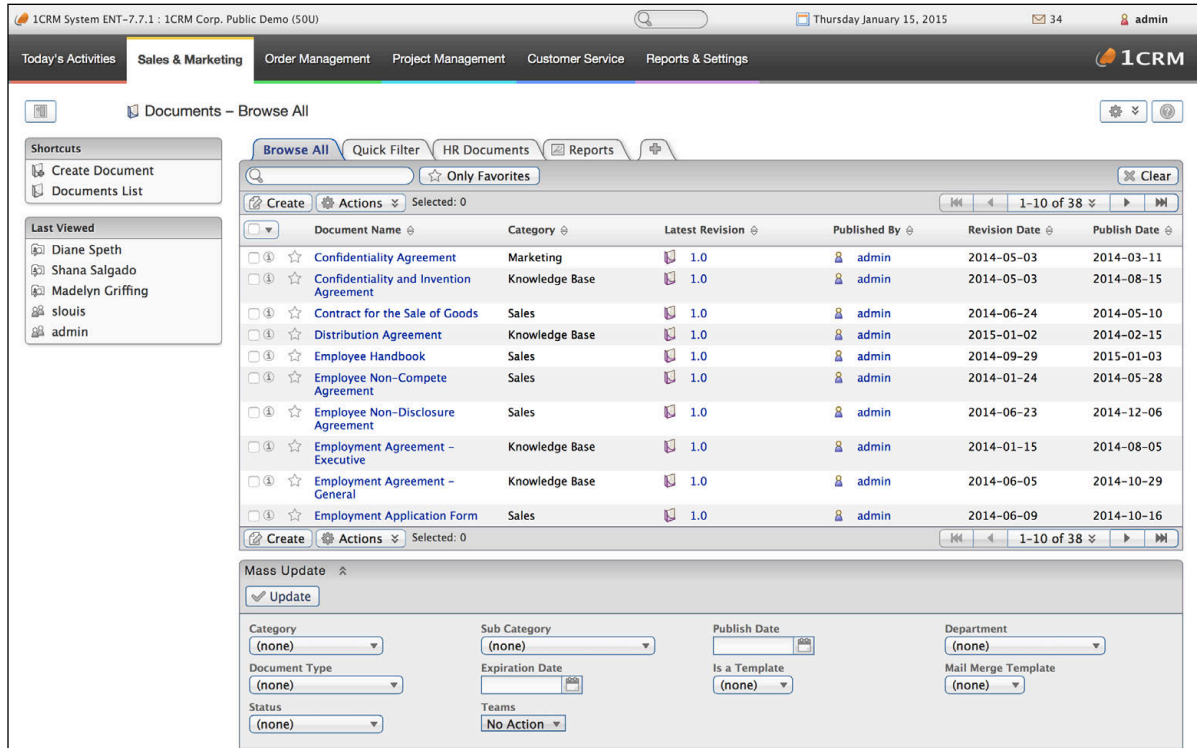 1CRM System ENT-7.7.1 : 1CRM Corp. Public Demo (50U) Thursday January 15, 2015 34 admin
Today's Activities Sales & Marketing Order Management Project Management Customer Service Reports & Settings 1CRM
Documents – Browse All
Shortcuts
Create Document
Documents List
Last Viewed
Diane Speth
Shana Salgado
Madelyn Griffing
slouis
admin
Browse All Quick Filter HR Documents Reports
Only Favorites Clear
Create Actions Selected: 0 1-10 of 38
Document Name Category Latest Revision Published By Revision Date Publish Date
Confidentiality Agreement Marketing 1.0 admin 2014-05-03 2014-03-11
Confidentiality and Invention Knowledge Base 1.0 admin 2014-05-03 2014-08-15
Agreement
Contract for the Sale of Goods Sales 1.0 admin 2014-06-24 2014-05-10
Distribution Agreement Knowledge Base 1.0 admin 2015-01-02 2014-02-15
Employee Handbook Sales 1.0 admin 2014-09-29 2015-01-03
Employee Non-Compete Sales 1.0 admin 2014-01-24 2014-05-28
Agreement
Employee Non-Disclosure Sales 1.0 admin 2014-06-23 2014-12-06
Agreement
Employment Agreement – Knowledge Base 1.0 admin 2014-01-15 2014-08-05
Executive
Employment Agreement – Knowledge Base 1.0 admin 2014-06-05 2014-10-29
General
Employment Application Form Sales 1.0 admin 2014-06-09 2014-10-16
Create Actions Selected: 0 1-10 of 38
Mass Update
Update
Category Sub Category Publish Date Department
(none) (none) (none)
Document Type Expiration Date Is a Template Mail Merge Template
(none) (none) (none)
Status Teams
(none) No Action